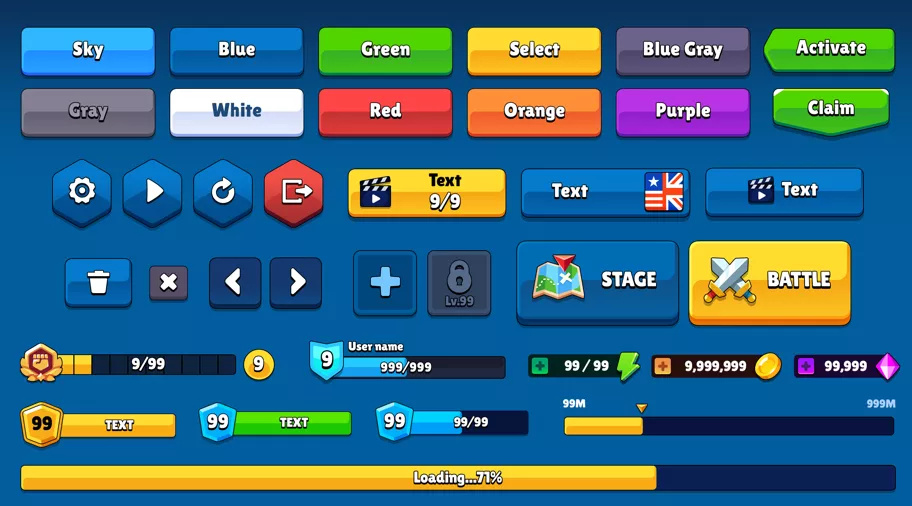 Sky
Blue
Green
Select
Blue Gray
Activate
Gray
White
Red
Orange
Purple
Claim
Text
9/9
Text
Text
Lv.99
STAGE
BATTLE
9/99
9
9
User name
999/999
99 / 99
9,999,999
99,999
99
TEXT
99
TEXT
99
99/99
99M
999M
Loading...71%